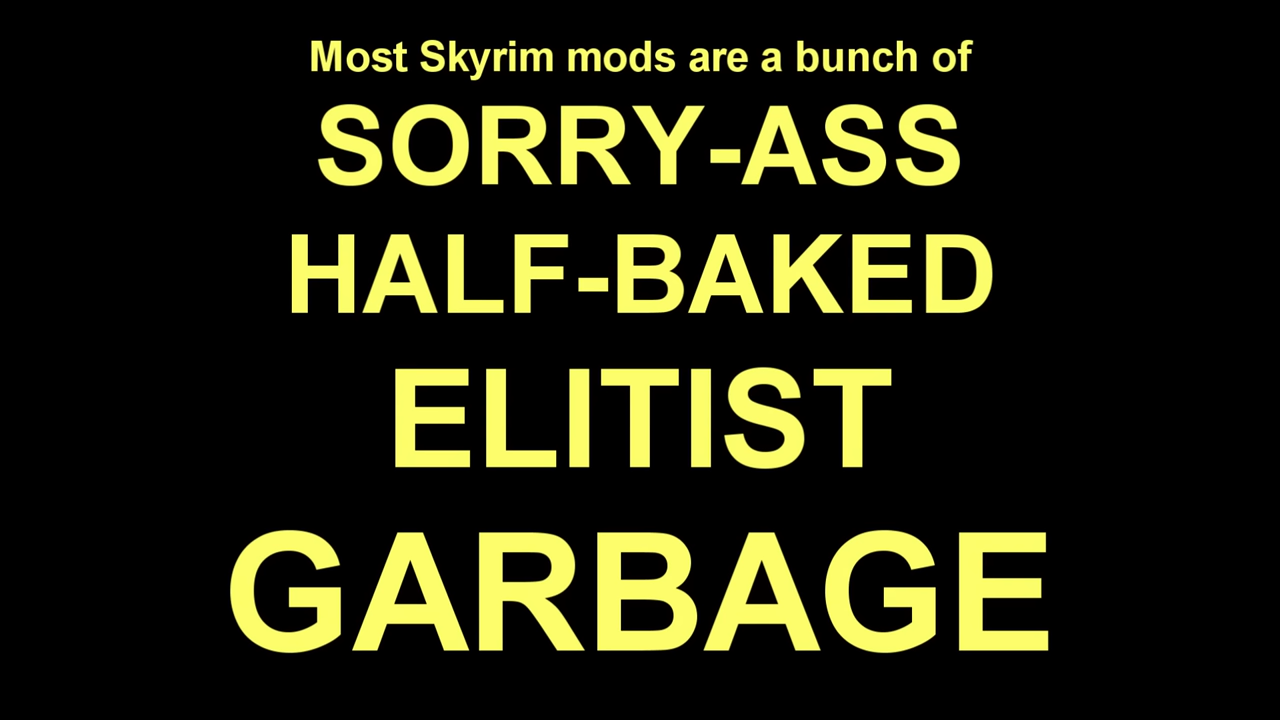 Most Skyrim mods are a bunch of
SORRY-ASS
HALF-BAKED
ELITIST
GARBAGE